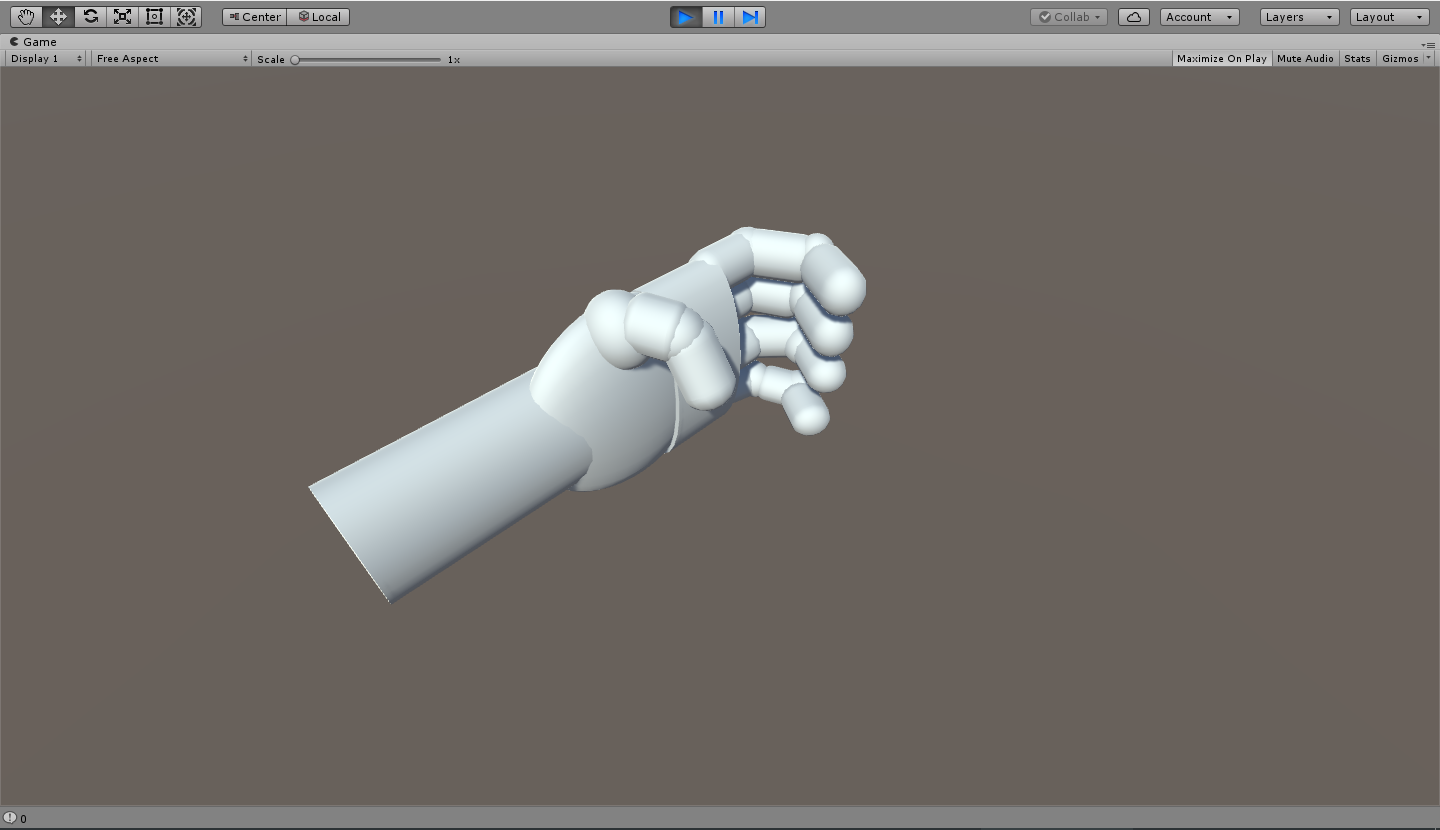 Center Local Collab Account Layers Layout
Game
Display 1 Free Aspect Scale 1x Maximize On Play Mute Audio Stats Gizmos
0